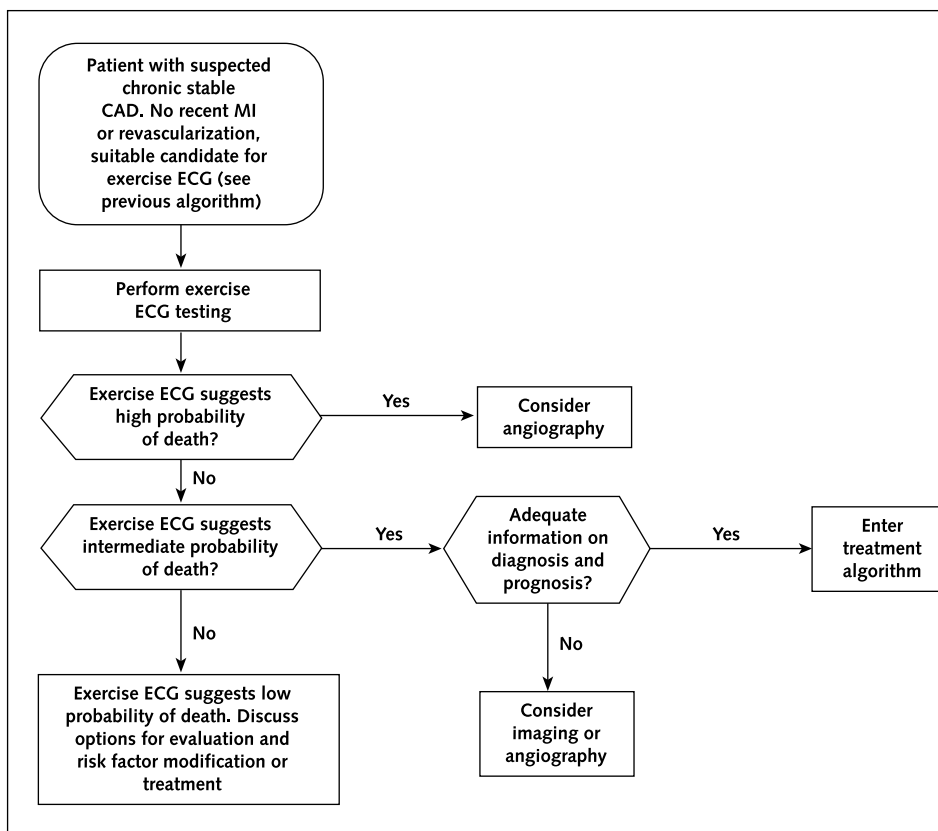 Patient with suspected
chronic stable
CAD. No recent MI
or revascularization,
suitable candidate for
exercise ECG (see
previous algorithm)
Perform exercise
ECG testing
Exercise ECG suggests
high probability
of death?
Yes
Consider
angiography
No
Exercise ECG suggests
intermediate probability
of death?
Yes
Adequate
information on
diagnosis and
prognosis?
Yes
Enter
treatment
algorithm
No
No
Exercise ECG suggests low
probability of death. Discuss
options for evaluation and
risk factor modification or
treatment
Consider
imaging or
angiography